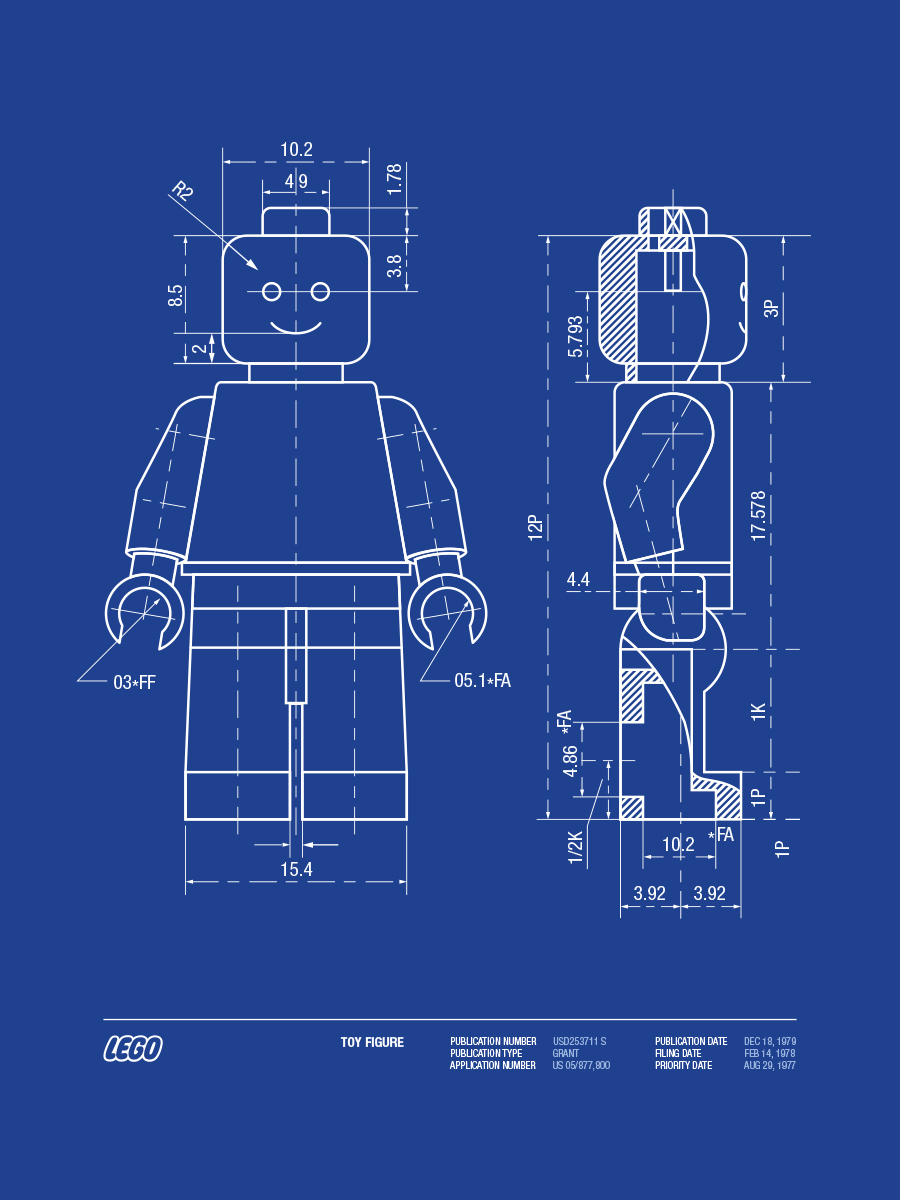 10.2
4.9
1.78
R2
3.8
8.5
2
5.793
3P
12P
17.578
4.4
03*FF
05.1*FA
*FA
4.86
1K
1P
1/2K
*FA
10.2
1P
15.4
3.92
3.92
LEGO
TOY FIGURE
PUBLICATION NUMBER USD253711 S
PUBLICATION TYPE GRANT
APPLICATION NUMBER US 05/877,800
PUBLICATION DATE DEC 18, 1979
FILING DATE FEB 14, 1978
PRIORITY DATE AUG 29, 1977